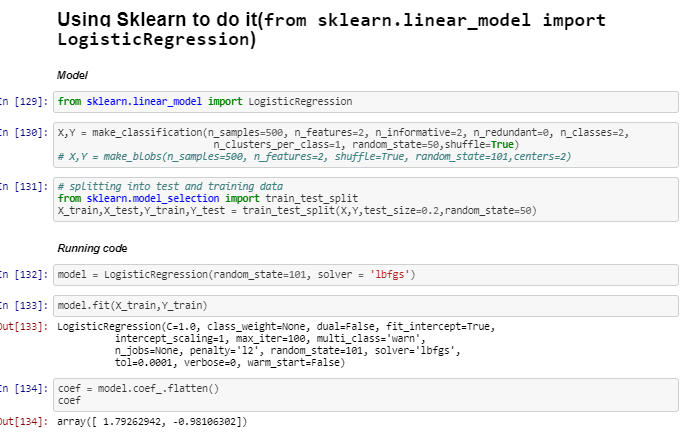 Using Sklearn to do it(from sklearn.linear_model import
LogisticRegression)
Model
In [129]: from sklearn.linear_model import LogisticRegression
In [130]: X,Y = make_classification(n_samples=500, n_features=2, n_informative=2, n_redundant=0, n_classes=2,
n_clusters_per_class=1, random_state=50,shuffle=True)
# X,Y = make_blobs(n_samples=500, n_features=2, shuffle=True, random_state=101,centers=2)
In [131]: # splitting into test and training data
from sklearn.model_selection import train_test_split
X_train,X_test,Y_train,Y_test = train_test_split(X,Y,test_size=0.2,random_state=50)
Running code
In [132]: model = LogisticRegression(random_state=101, solver = 'lbfgs')
In [133]: model.fit(X_train,Y_train)
Out[133]: LogisticRegression(C=1.0, class_weight=None, dual=False, fit_intercept=True,
intercept_scaling=1, max_iter=100, multi_class='warn',
n_jobs=None, penalty='l2', random_state=101, solver='lbfgs',
tol=0.0001, verbose=0, warm_start=False)
In [134]: coef = model.coef_.flatten()
coef
Out[134]: array([ 1.79262942, -0.98106302])